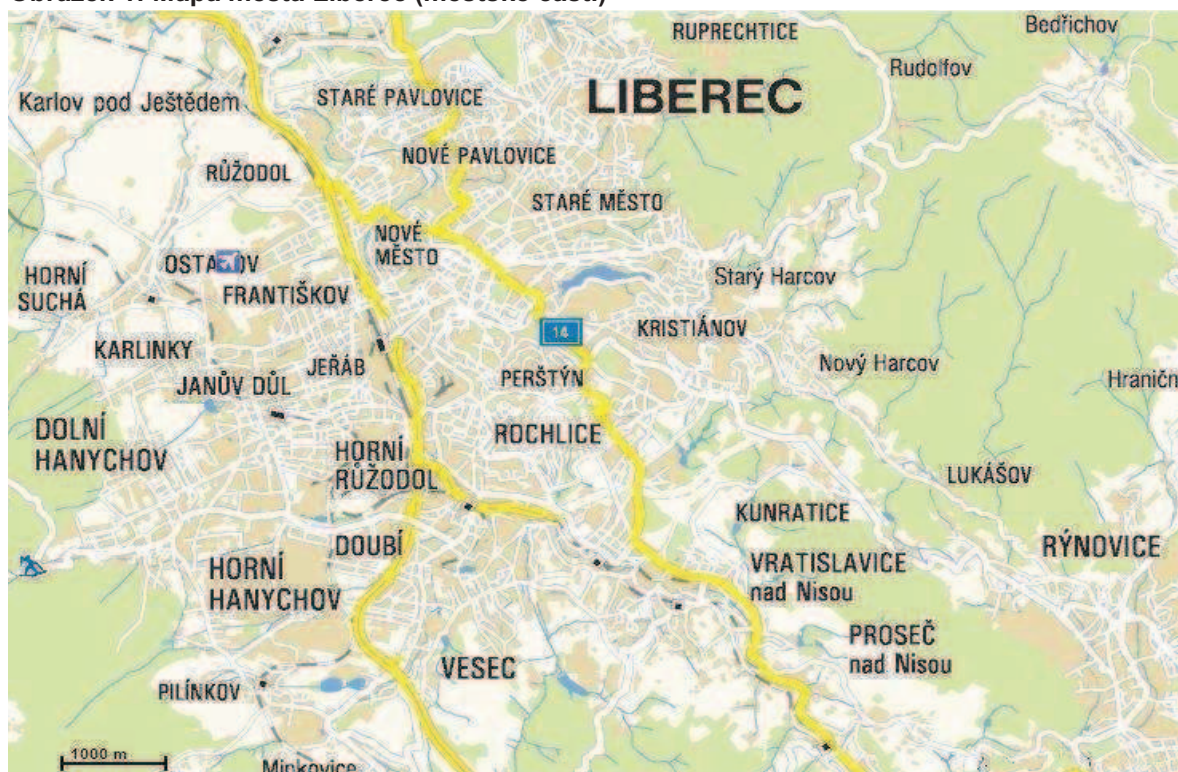 RUPRECHTICE
Bedřichov
Rudolfov
LIBEREC
Karlov pod Ještědem
STARÉ PAVLOVICE
NOVÉ PAVLOVICE
RŮŽODOL
STARÉ MĚSTO
NOVÉ
MĚSTO
HORNÍ
SUCHÁ
FRANTIŠKOV
Starý Harcov
14
KRISTIÁNOV
KARLINKY
JEŘÁB
PERŠTÝN
Nový Harcov
JANŮV DŮL
DOLNÍ
HANYCHOV
ROCHLICE
HORNÍ
RŮŽODOL
LUKÁŠOV
KUNRATICE
DOUBÍ
RÝNOVICE
HORNÍ
HANYCHOV
VRATISLAVICE
nad Nisou
PROSEČ
nad Nisou
VESEC
PILÍNKOV
1000 m